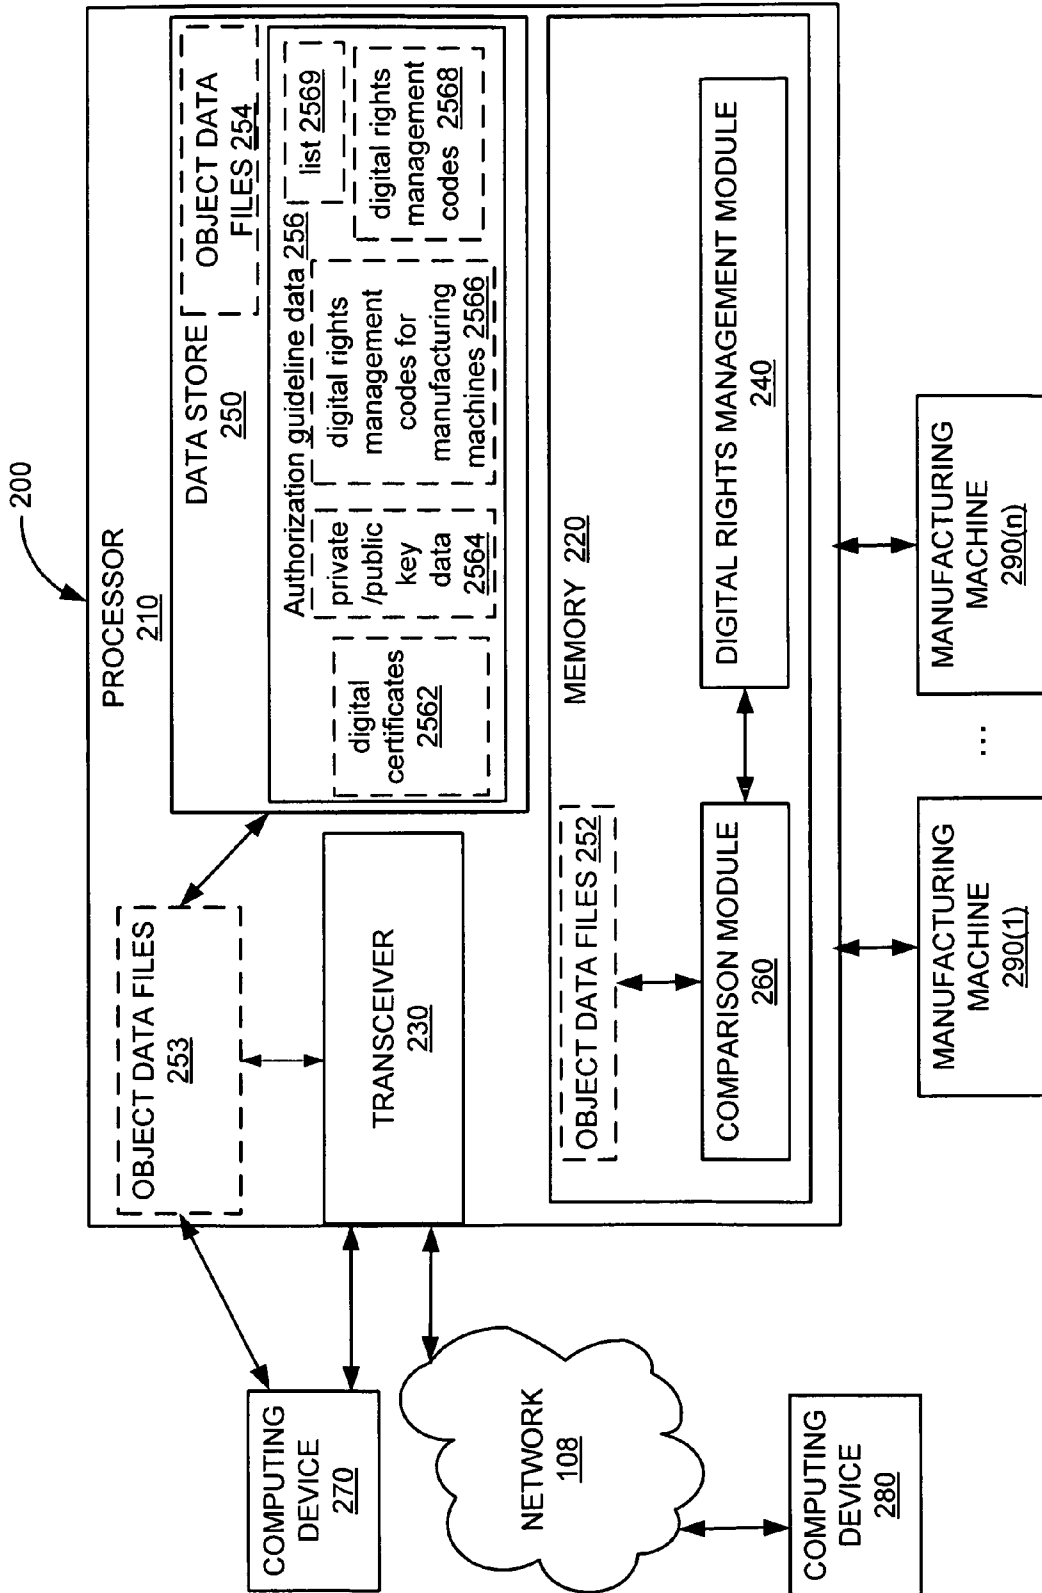 200
PROCESSOR
210
DATA STORE
250
OBJECT DATA
FILES 254
Authorization guideline data 256
digital
certificates
2562
private
/public
key
data
2564
digital rights
management
codes for
manufacturing
machines 2566
list 2569
digital rights
management
codes 2568
OBJECT DATA FILES
253
TRANSCEIVER
230
MEMORY 220
OBJECT DATA FILES 252
COMPARISON MODULE
260
DIGITAL RIGHTS MANAGEMENT MODULE
240
COMPUTING
DEVICE
270
NETWORK
108
COMPUTING
DEVICE
280
MANUFACTURING
MACHINE
290(1)
...
MANUFACTURING
MACHINE
290(n)